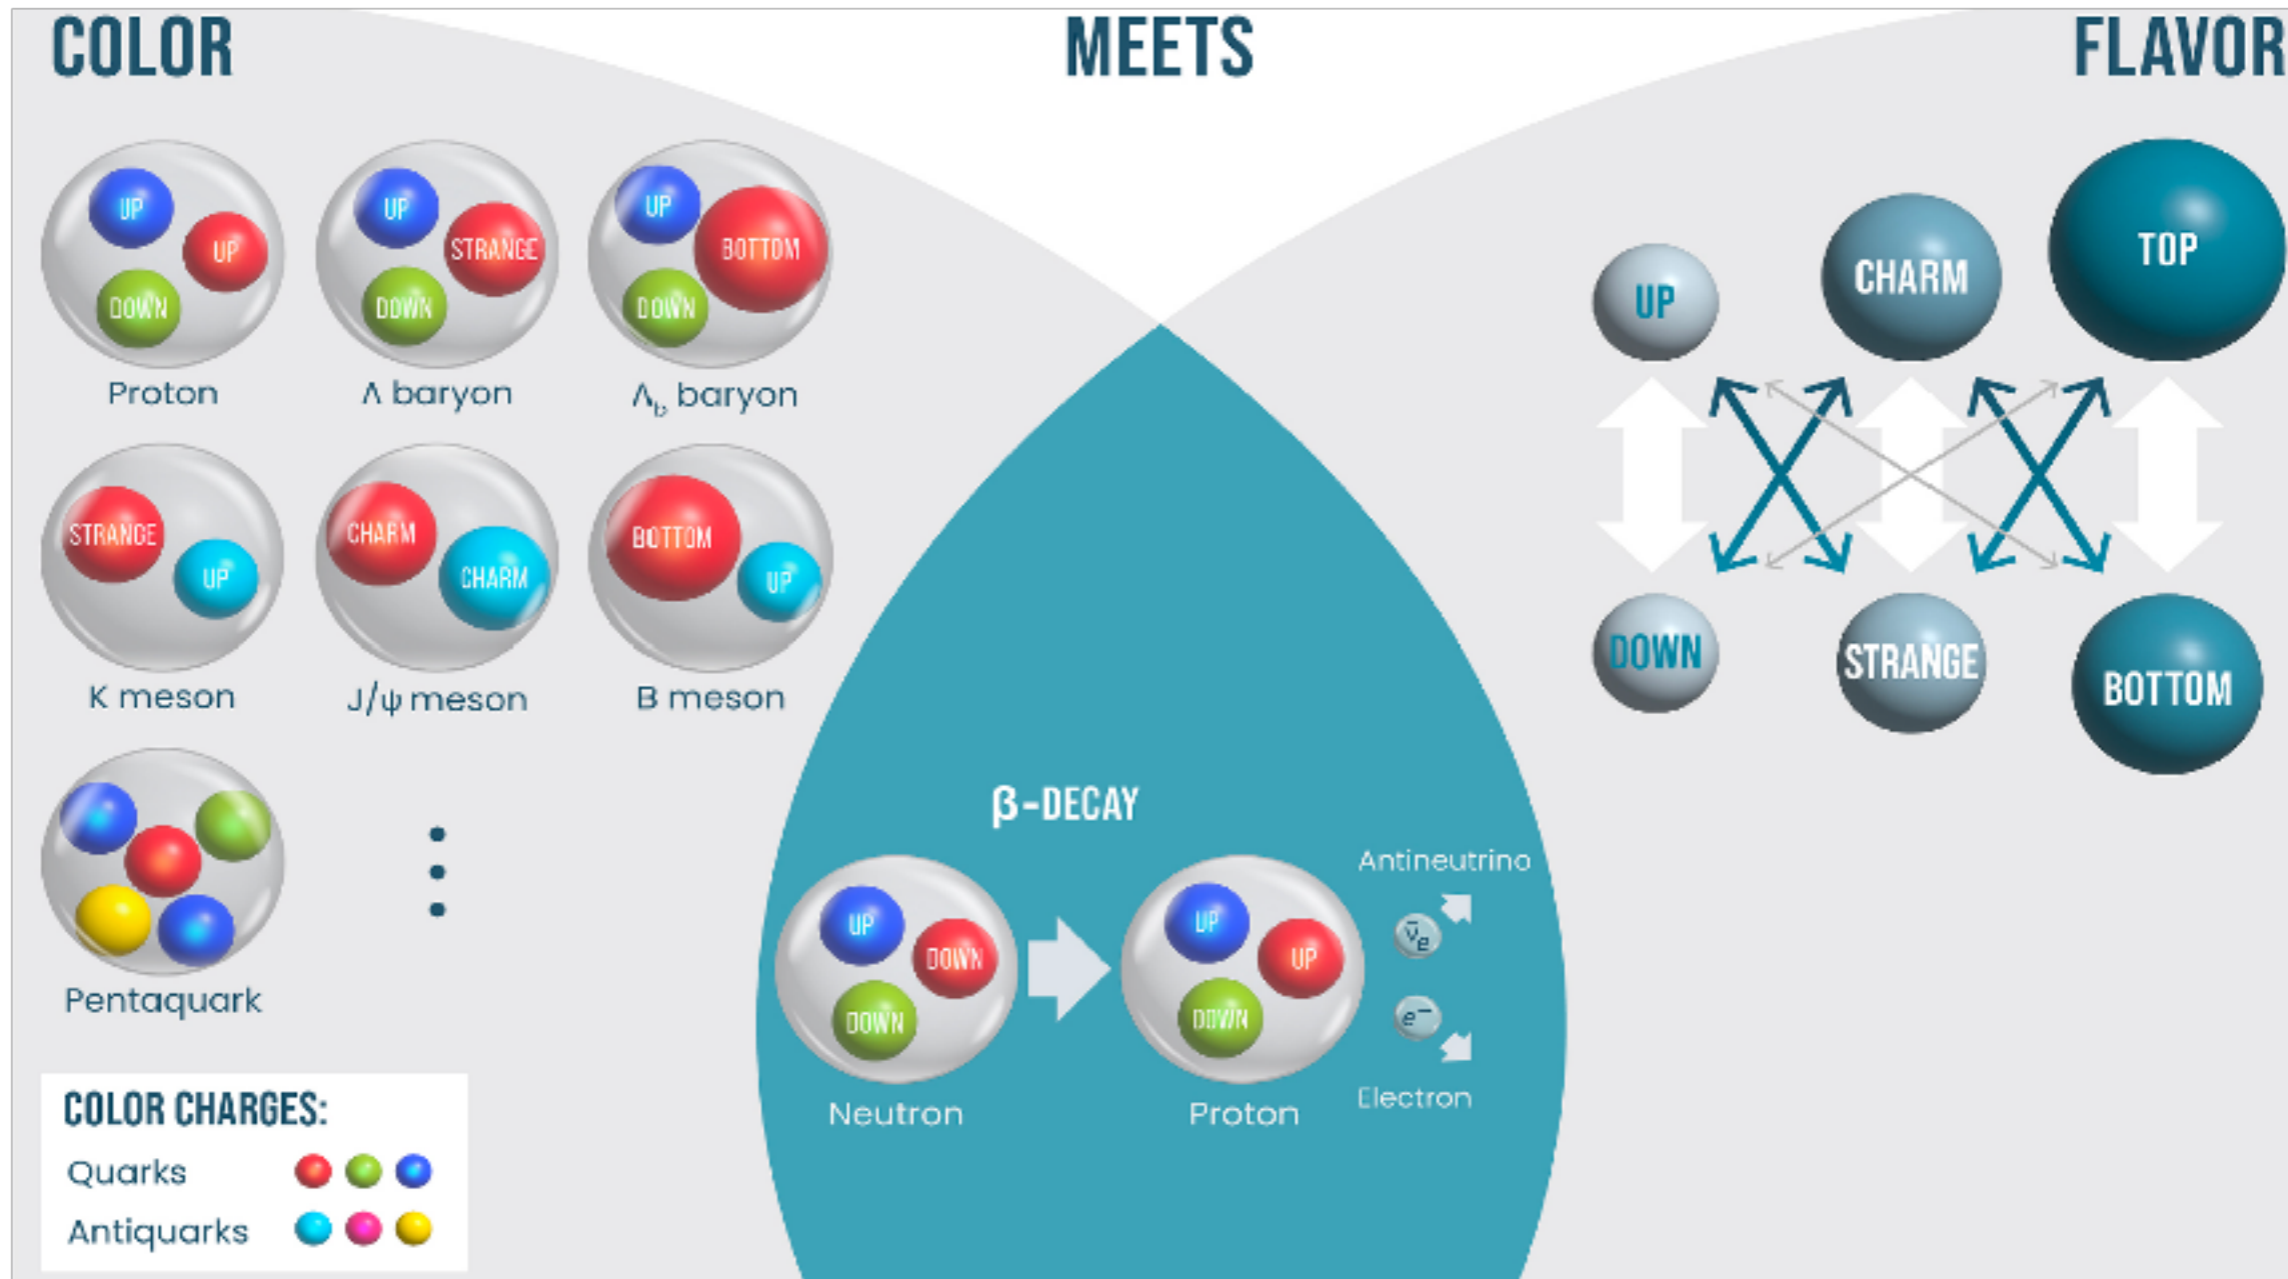 COLOR
MEETS
FLAVOR
UP
UP
DOWN
Proton
UP
STRANGE
DOWN
Λ baryon
UP
BOTTOM
DOWN
Λb baryon
STRANGE
UP
K meson
CHARM
CHARM
J/ψ meson
BOTTOM
UP
B meson
Pentaquark
COLOR CHARGES:
Quarks
Antiquarks
β-DECAY
UP
DOWN
DOWN
Neutron
UP
UP
DOWN
Proton
Antineutrino
ν̄e
e−
Electron
UP
CHARM
TOP
DOWN
STRANGE
BOTTOM